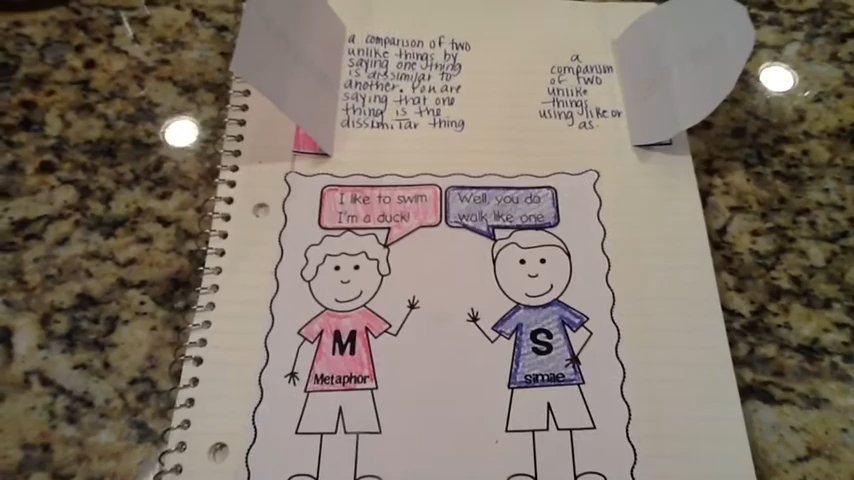 a comparison of two
unlike things by
saying one thing
is dissimilar to
another. You are
saying that one
thing is the
dissimilar thing
a
comparison
of two
unlike
things
using like or
as.
I like to swim
I'm a duck!
Well, you do
walk like one
M
Metaphor
S
simile